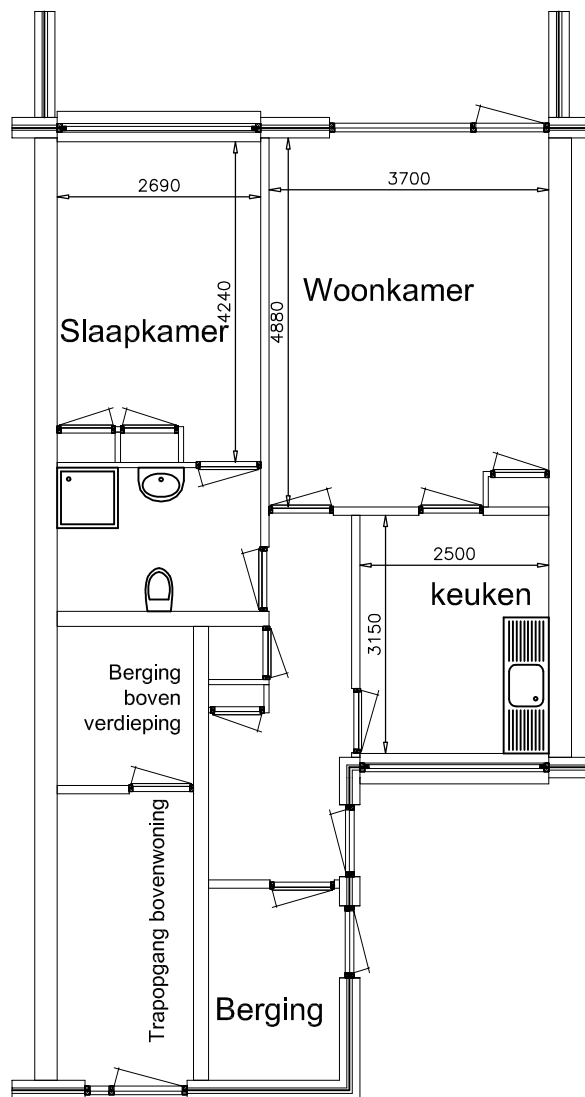 2690
3700
4240
4880
Woonkamer
Slaapkamer
2500
keuken
3150
Berging
boven
verdieping
Trapopgang bovenwoning
Berging